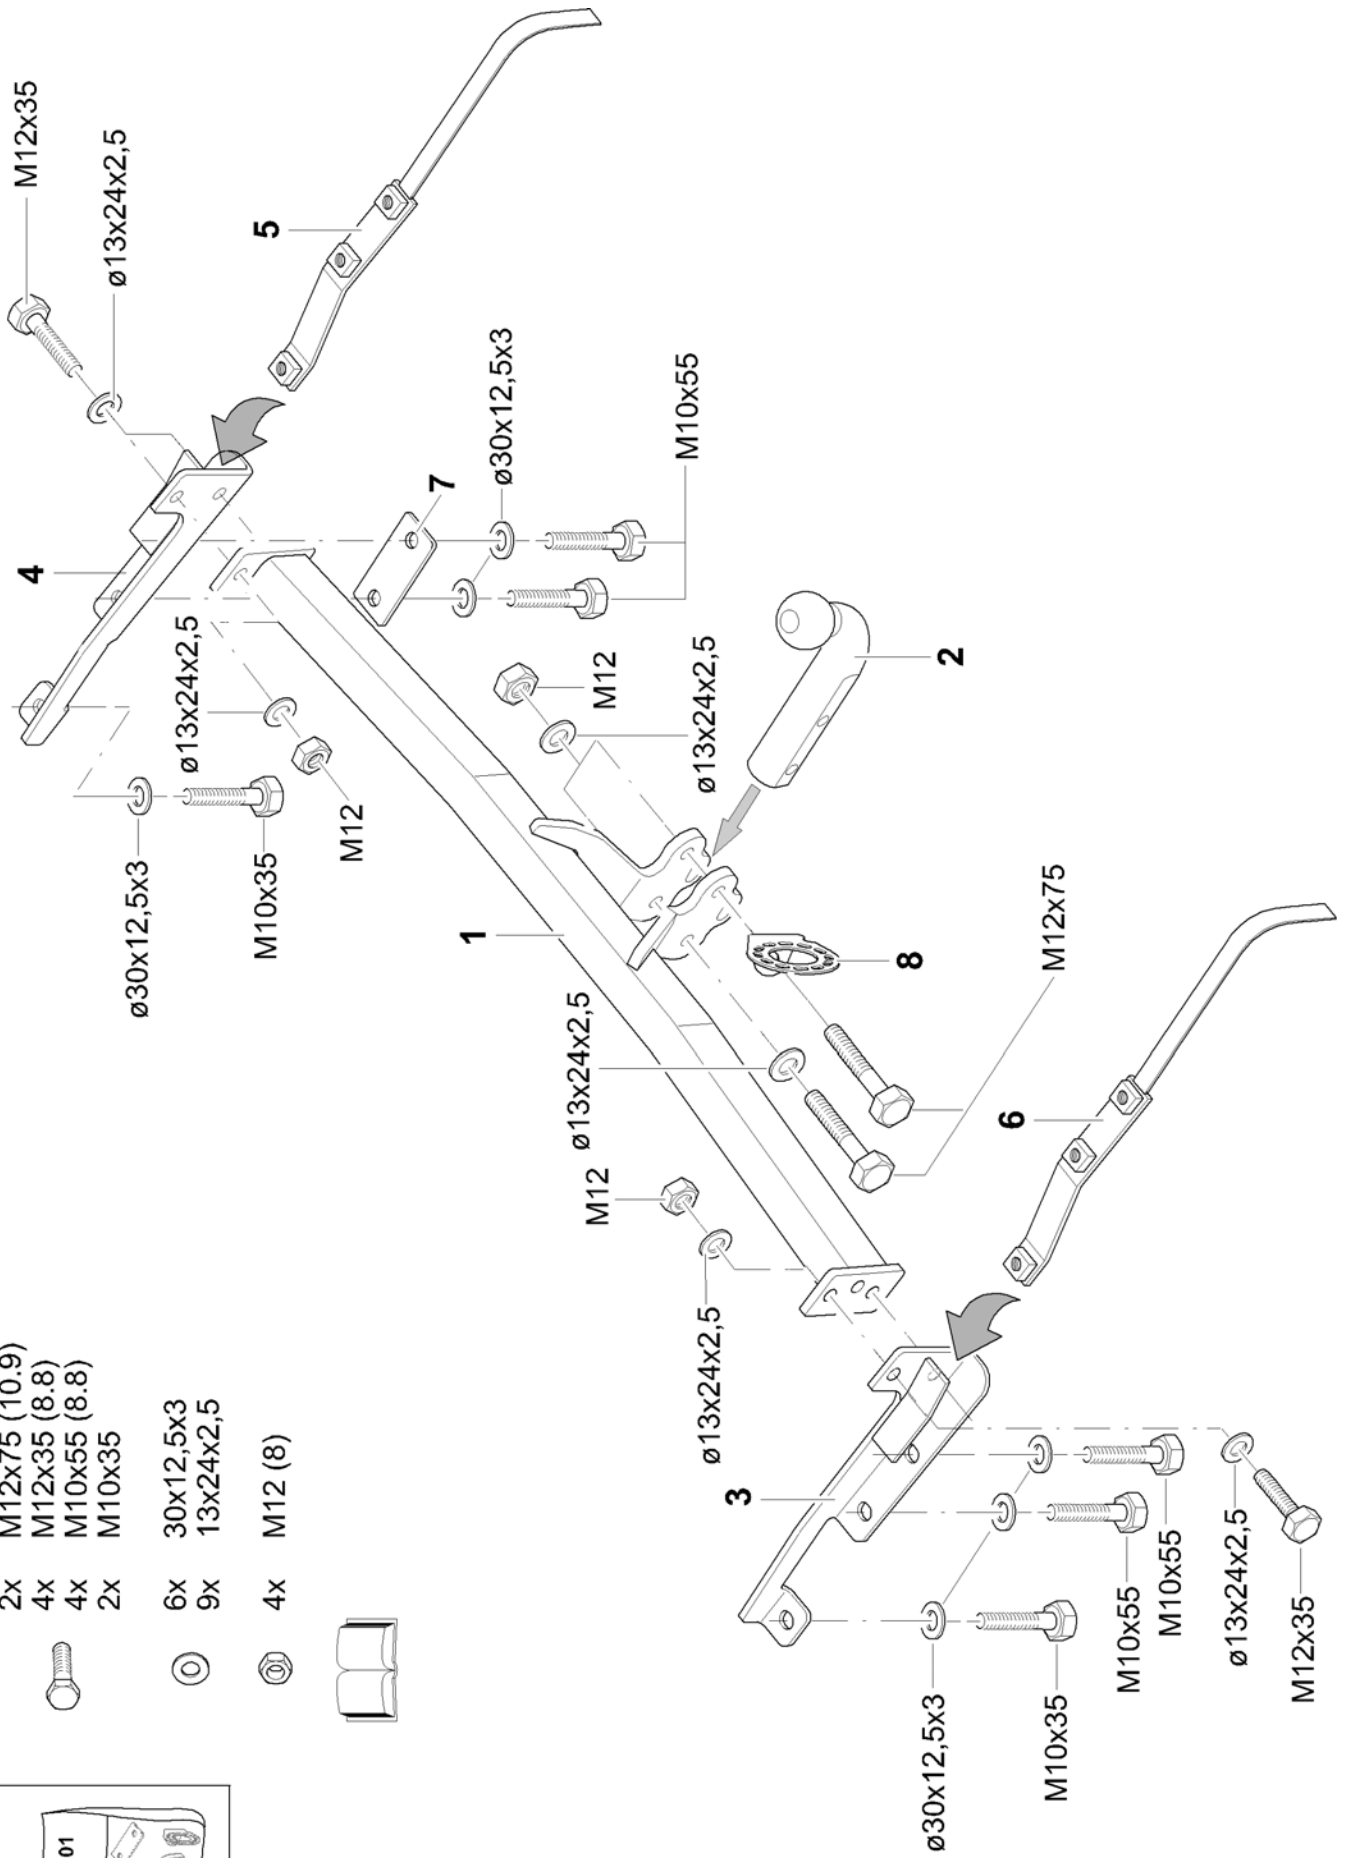 2x M12x75 (10.9)
4x M12x35 (8.8)
4x M10x55 (8.8)
2x M10x35
6x 30x12,5x3
9x 13x24x2,5
4x M12 (8)
01
ø30x12,5x3
M10x35
M10x55
M10x55
ø13x24x2,5
M12x35
3
ø13x24x2,5
M12
6
ø13x24x2,5
M12x75
8
1
ø30x12,5x3
M10x35
M12
ø13x24x2,5
ø13x24x2,5
M12
2
4
7
ø30x12,5x3
M10x55
5
ø13x24x2,5
M12x35